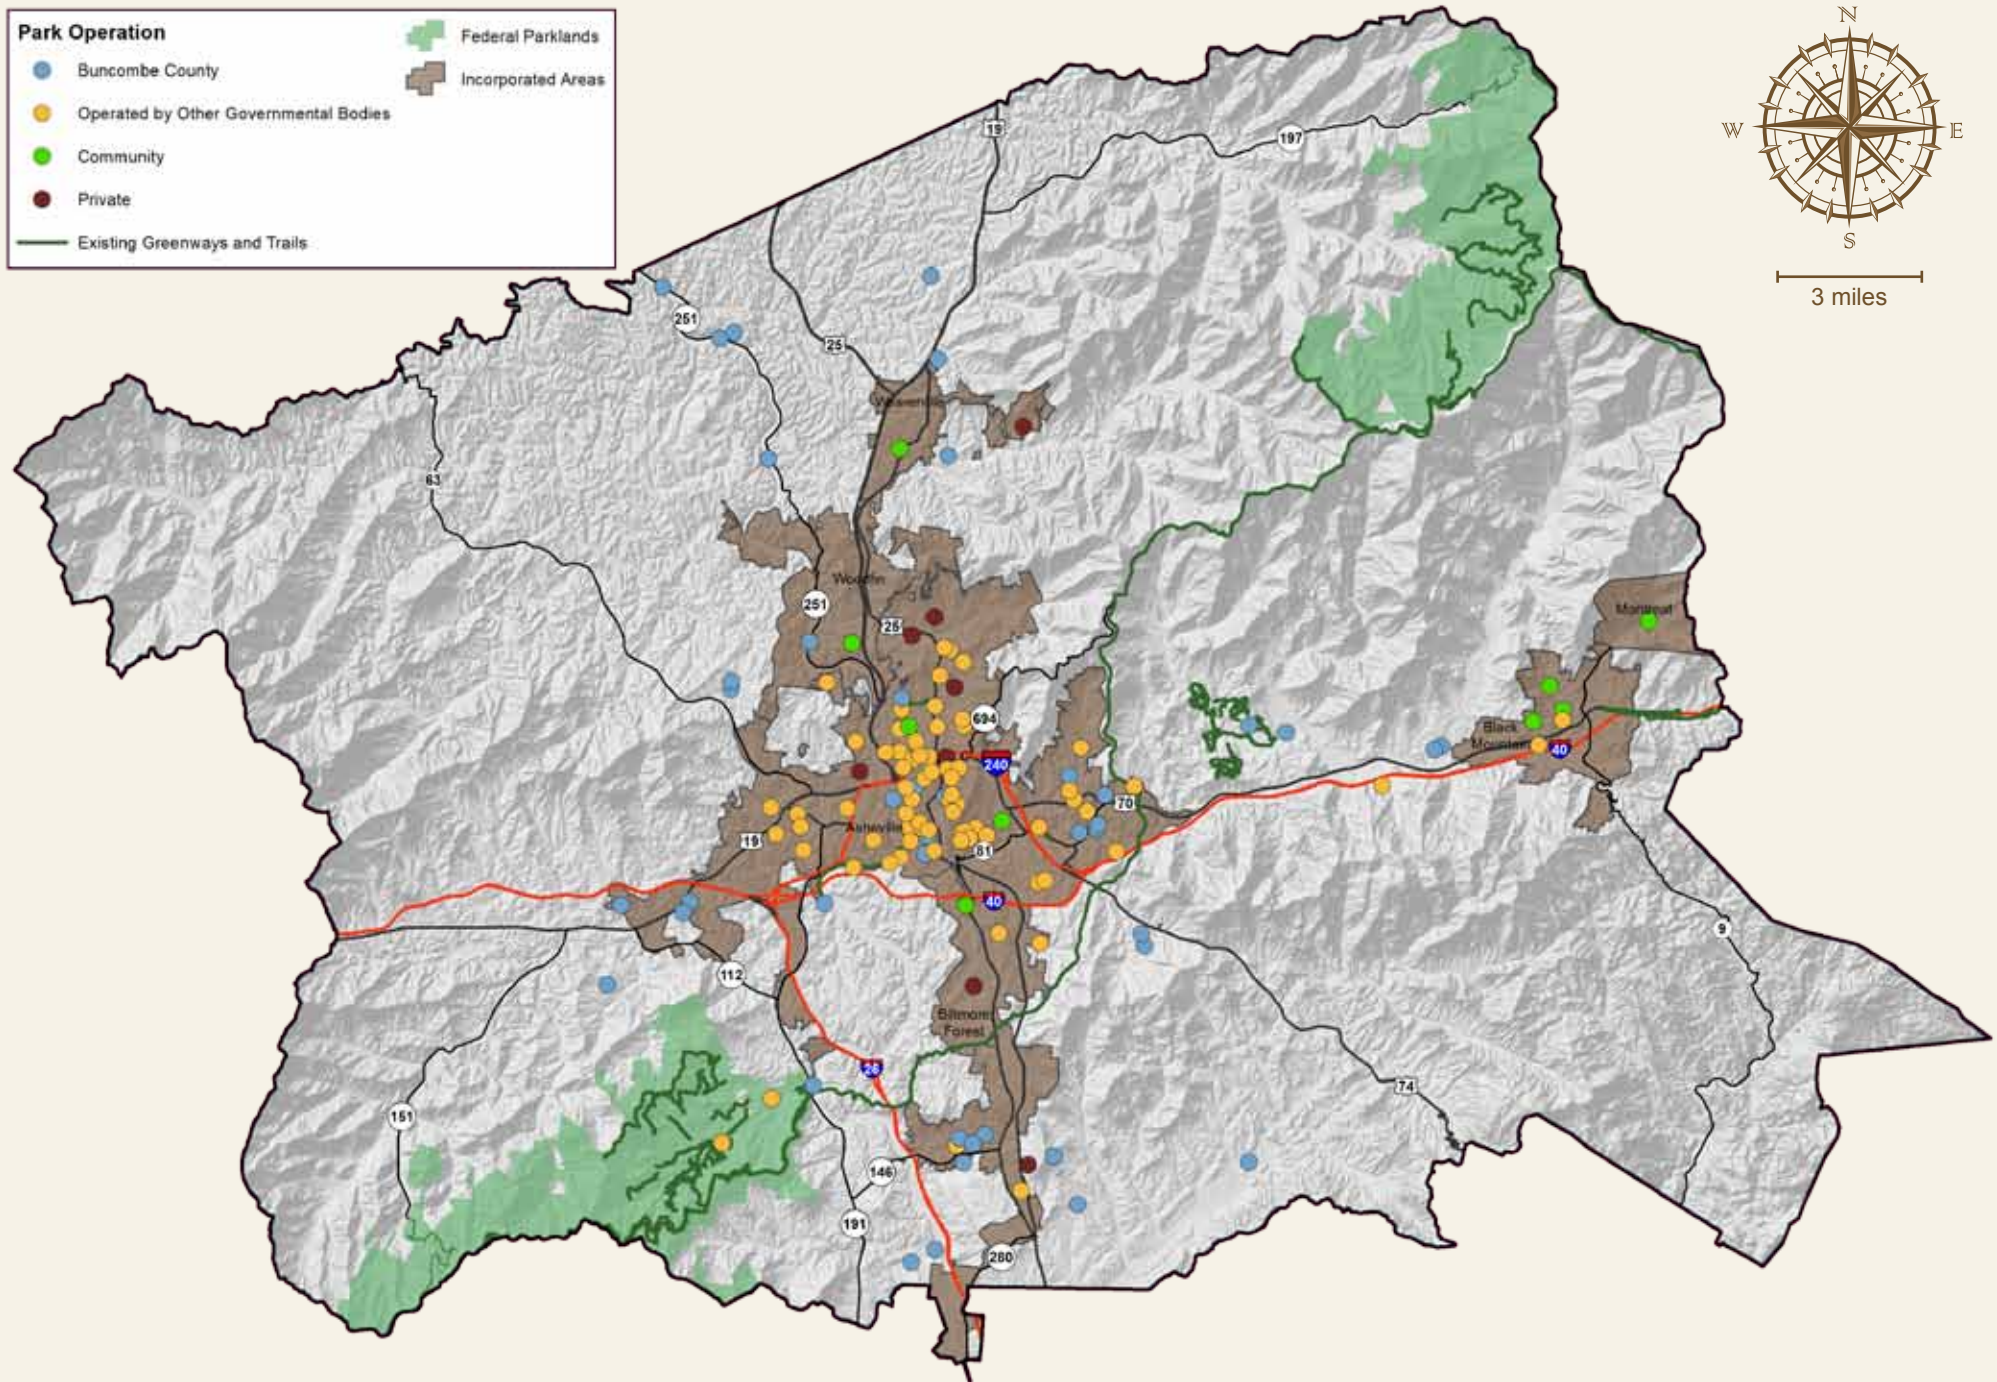 Park Operation
Buncombe County
Operated by Other Governmental Bodies
Community
Private
Existing Greenways and Trails
Federal Parklands
Incorporated Areas
N
W
E
S
3 miles
19
197
251
25
Weaverville
63
Woodfin
251
25
Montreat
694
Black
Mountain
40
240
70
19
Asheville
81
40
9
112
Biltmore
Forest
26
74
151
146
191
280